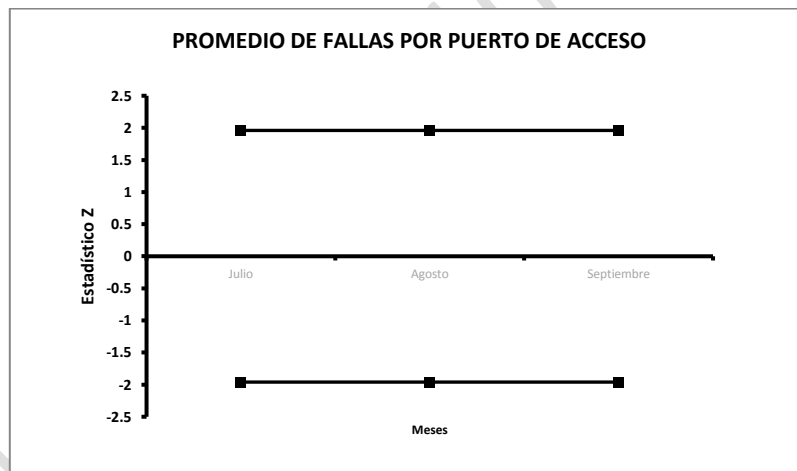 PROMEDIO DE FALLAS POR PUERTO DE ACCESO
2.5
2
1.5
1
0.5
0
-0.5
-1
-1.5
-2
-2.5
Estadístico Z
Julio Agosto Septiembre
Meses